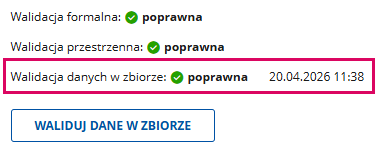 Walidacja formalna: poprawna
Walidacja przestrzenna: poprawna
Walidacja danych w zbiorze: poprawna 20.04.2026 11:38
WALIDUJ DANE W ZBIORZE